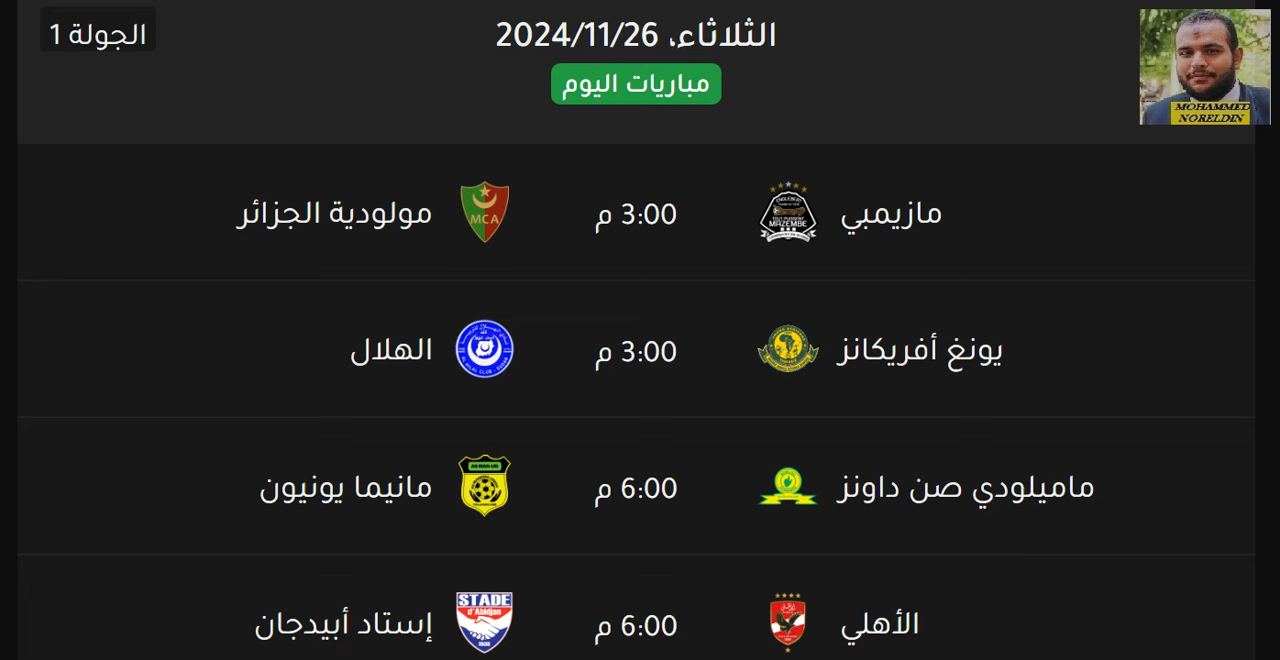 الثلاثاء، 2024/11/26
الجولة 1
مباريات اليوم
MOHAMMED
NORELDIN
مازيمبي 3:00 م مولودية الجزائر
MAZEMBE
MCA
يونغ أفريكانز 3:00 م الهلال
ماميلودي صن داونز 6:00 م مانيما يونيون
الأهلي 6:00 م إستاد أبيدجان
STADE
d'Abidjan